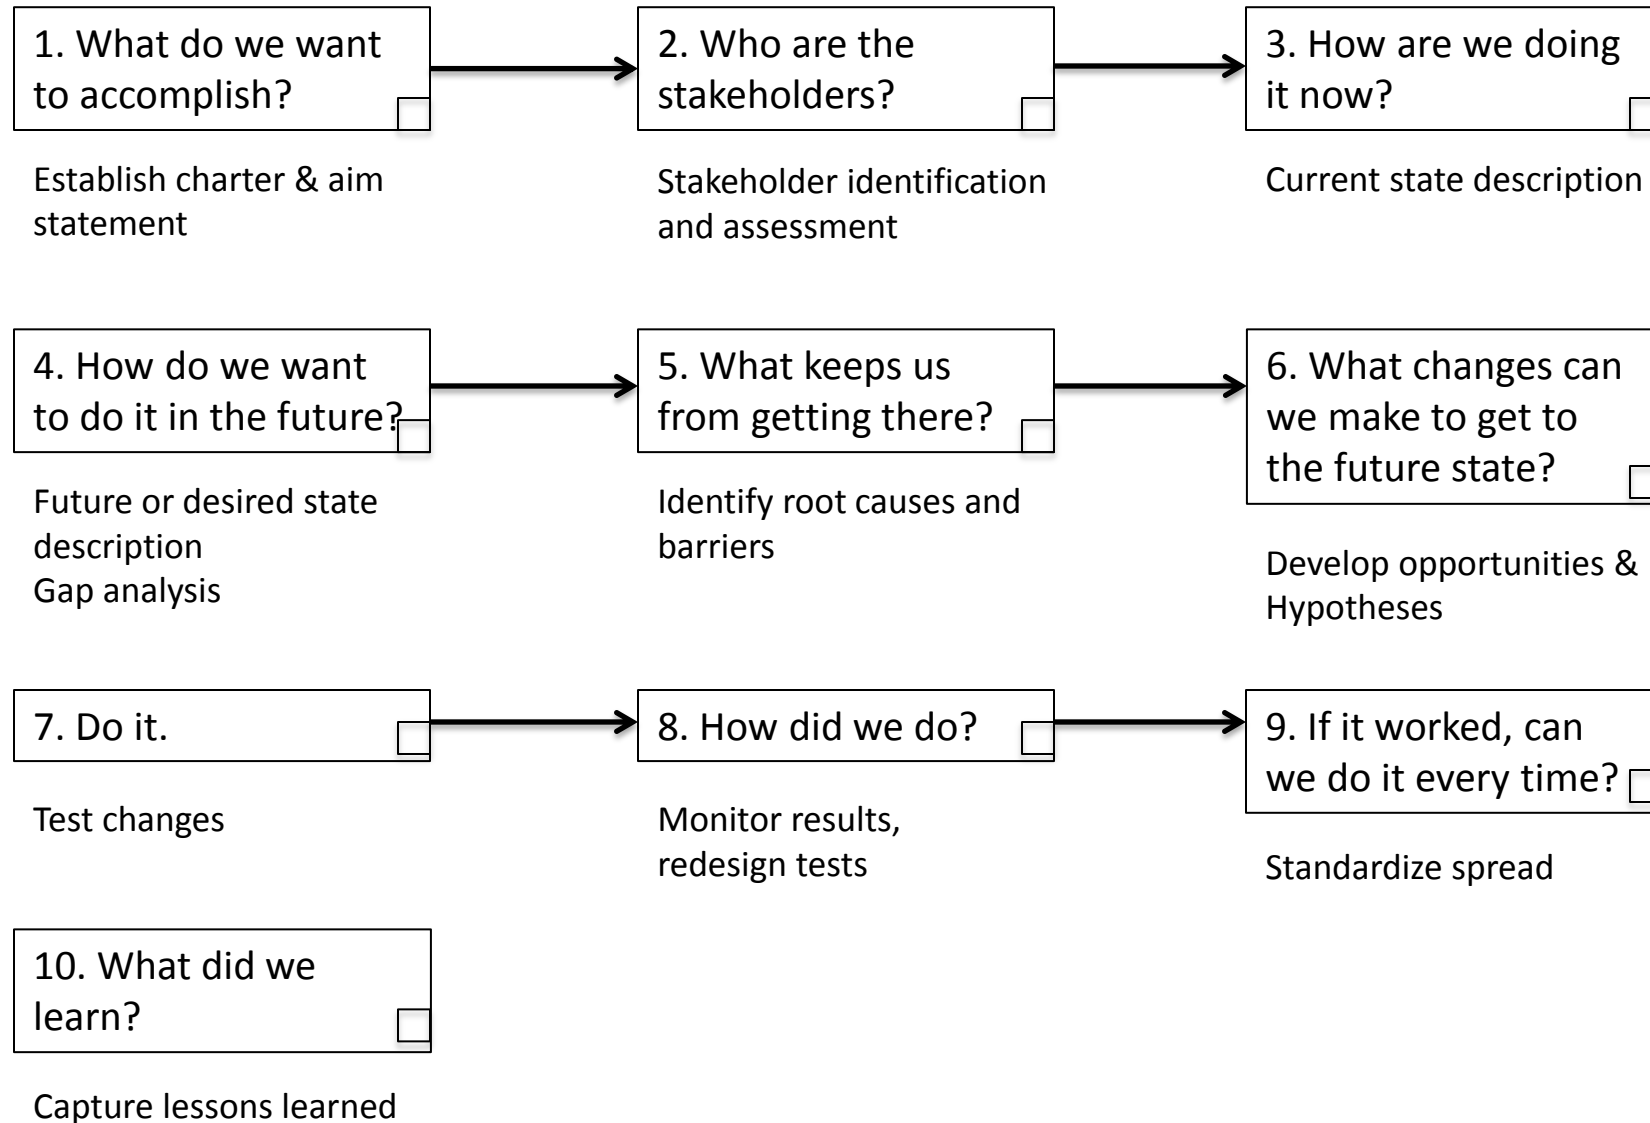 1. What do we want
to accomplish?
Establish charter & aim
statement
2. Who are the
stakeholders?
Stakeholder identification
and assessment
3. How are we doing
it now?
Current state description
4. How do we want
to do it in the future?
Future or desired state
description
Gap analysis
5. What keeps us
from getting there?
Identify root causes and
barriers
6. What changes can
we make to get to
the future state?
Develop opportunities &
Hypotheses
7. Do it.
Test changes
8. How did we do?
Monitor results,
redesign tests
9. If it worked, can
we do it every time?
Standardize spread
10. What did we
learn?
Capture lessons learned